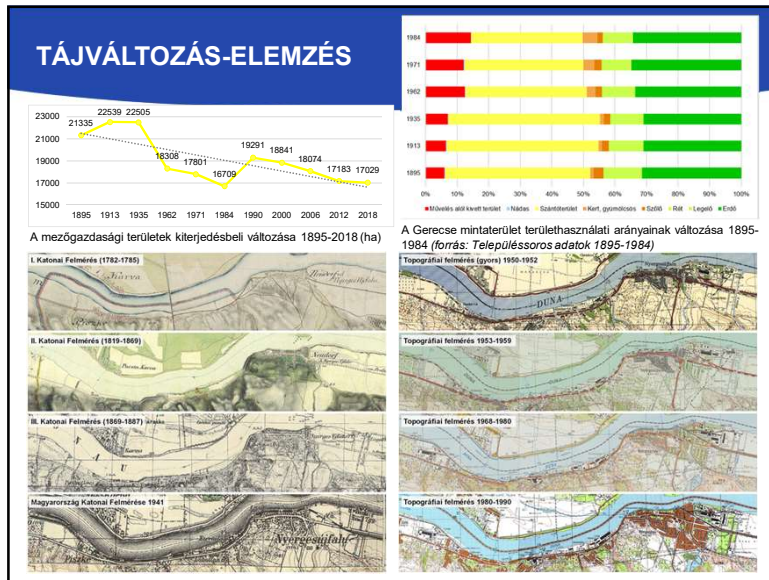 TÁJVÁLTOZÁS-ELEMZÉS
23000
21000
19000
17000
15000
21335
22539
22505
18308
17801
16709
19291
18841
18074
17183
17029
1895 1913 1935 1962 1971 1984 1990 2000 2006 2012 2018
A mezőgazdasági területek kiterjedésbeli változása 1895-2018 (ha)
1984
1971
1962
1935
1913
1895
0% 10% 20% 30% 40% 50% 60% 70% 80% 90% 100%
Művelés alól kivett terület Nádas Szántóterület Kert, gyümölcsös Szőlő Rét Legelő Erdő
A Gerecse mintaterület területhasználati arányainak változása 1895-
1984 (forrás: Településsoros adatok 1895-1984)
I. Katonai Felmérés (1782-1785)
Karva
II. Katonai Felmérés (1819-1869)
Karva
III. Katonai Felmérés (1869-1887)
Karva
Magyarország Katonai Felmérése 1941
Nyergesújfalu
Topográfiai felmérés (gyors) 1950-1952
DUNA
Topográfiai felmérés 1953-1959
Topográfiai felmérés 1968-1980
Topográfiai felmérés 1980-1990